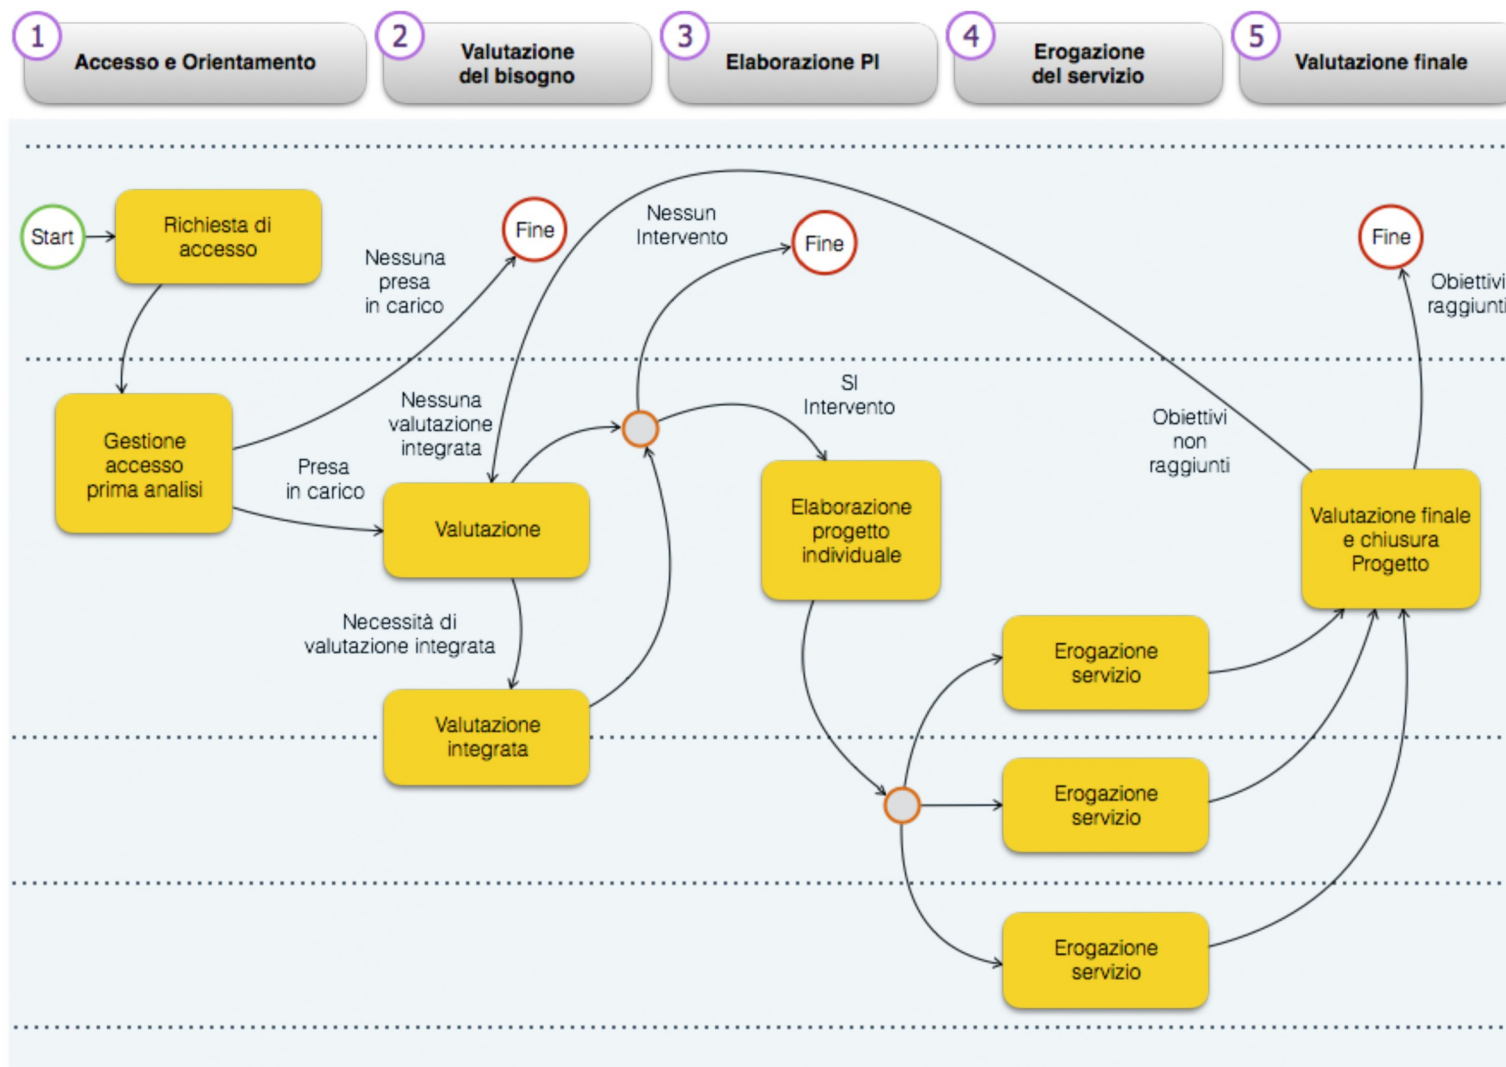 1
Accesso e Orientamento
2
Valutazione
del bisogno
3
Elaborazione PI
4
Erogazione
del servizio
5
Valutazione finale
Start
Richiesta di
accesso
Nessuna
presa
in carico
Fine
Nessun
Intervento
Fine
Fine
Obiettivi
raggiunti
Gestione
accesso
prima analisi
Presa
in carico
Nessuna
valutazione
integrata
Valutazione
SI
Intervento
Elaborazione
progetto
individuale
Obiettivi
non
raggiunti
Valutazione finale
e chiusura
Progetto
Necessità di
valutazione integrata
Valutazione
integrata
Erogazione
servizio
Erogazione
servizio
Erogazione
servizio